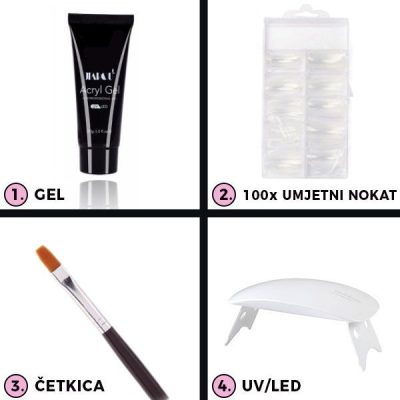 Acryl Gel
1. GEL
2. 100x UMJETNI NOKAT
3. ČETKICA
4. UV/LED